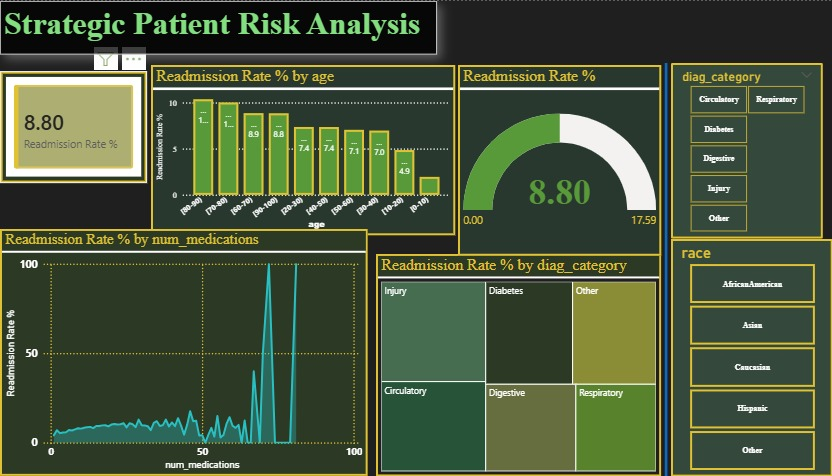 Strategic Patient Risk Analysis
8.80
Readmission Rate %
Readmission Rate % by age
Readmission Rate %
10
5
0
...
1...
...
1...
...
8.9
...
8.8
...
7.4
...
7.4
...
7.1
...
7.0
...
4.9
[80-90)
[70-80)
[60-70)
[90-100)
[20-30)
[40-50)
[50-60)
[30-40)
[10-20)
[0-10)
age
Readmission Rate %
8.80
0.00
17.59
diag_category
Circulatory
Respiratory
Diabetes
Digestive
Injury
Other
Readmission Rate % by num_medications
Readmission Rate %
100
50
0
0
50
100
num_medications
Readmission Rate % by diag_category
Injury
Diabetes
Other
Circulatory
Digestive
Respiratory
race
AfricanAmerican
Asian
Caucasian
Hispanic
Other